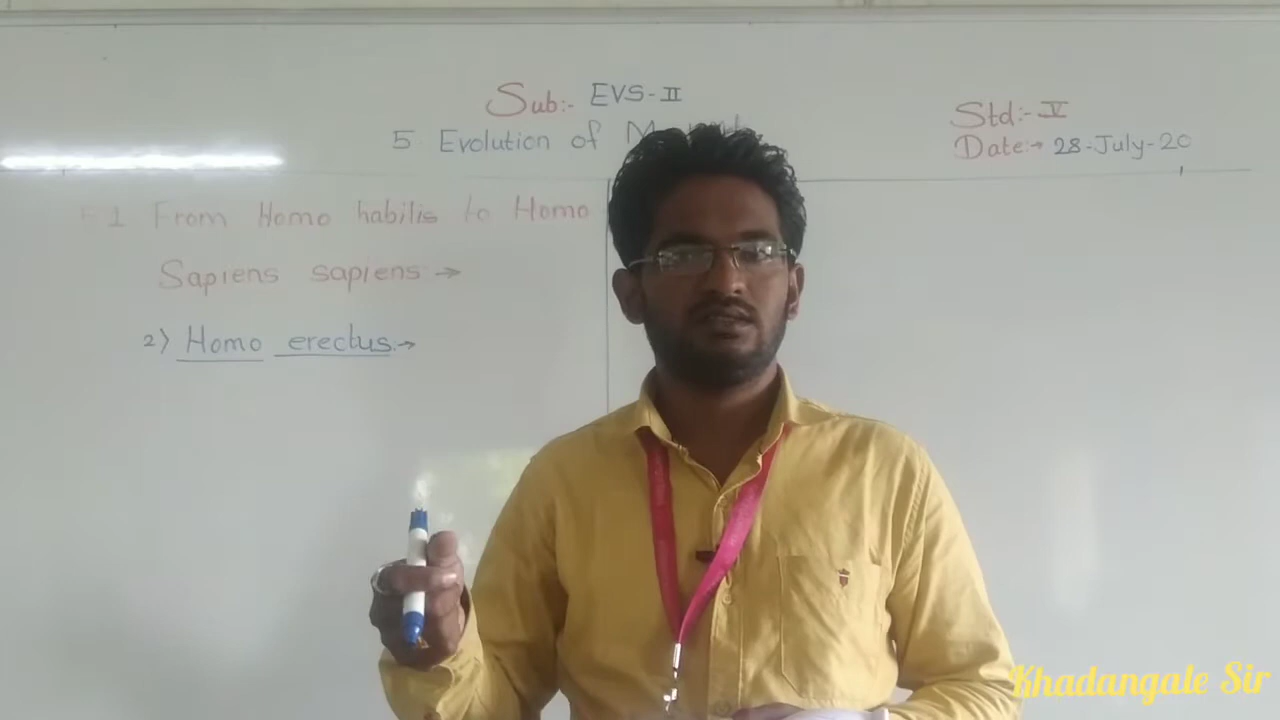 Sub:- EVS-II
5 Evolution of
Std:- V
Date:→ 28-July-20
1 From Homo habilis to Homo
Sapiens sapiens:→
2) Homo erectus:→
Khadangale Sir